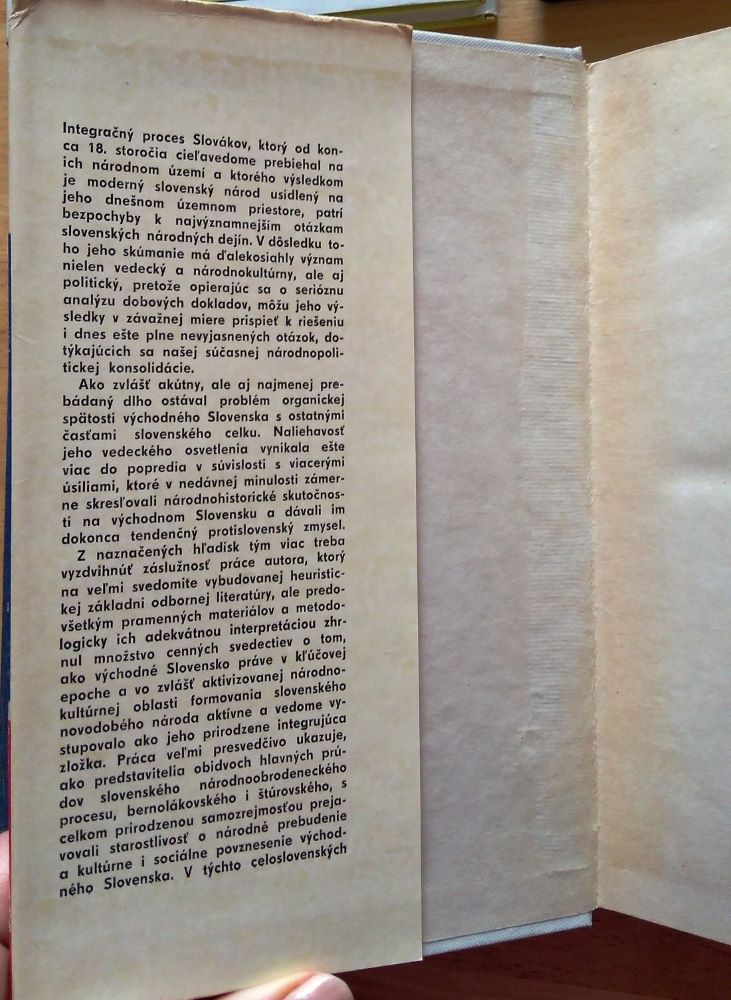 Integračný proces Slovákov, ktorý od kon-
ca 18. storočia cieľavedome prebiehal na
ich národnom území a ktorého výsledkom
je moderný slovenský národ usídlený na
jeho dnešnom územnom priestore, patrí
bezpochyby k najvýznamnejším otázkam
slovenských národných dejín. V dôsledku to-
ho jeho skúmanie má ďalekosiahly význam
nielen vedecký a národnokultúrny, ale aj
politický, pretože opierajúc sa o serióznu
analýzu dobových dokladov, môžu jeho vý-
sledky v závažnej miere prispieť k riešeniu
i dnes ešte plne nevyjasnených otázok, do-
týkajúcich sa našej súčasnej národnopoli-
tickej konsolidácie.
Ako zvlášť akútny, ale aj najmenej pre-
bádaný dlho ostával problém organickej
spätosti východného Slovenska s ostatnými
časťami slovenského celku. Naliehavosť
jeho vedeckého osvetlenia vynikala ešte
viac do popredia v súvislosti s viacerými
úsiliami, ktoré v nedávnej minulosti zámer-
ne skresľovali národnohistorické skutočnos-
ti na východnom Slovensku a dávali im
dokonca tendenčný protislovenský zmysel.
Z naznačených hľadísk tým viac treba
vyzdvihnúť záslužnosť práce autora, ktorý
na veľmi svedomite vybudovanej heuristic-
kej základni odbornej literatúry, ale predo-
všetkým pramenných materiálov a metodo-
logicky ich adekvátnou interpretáciou zhr-
nul množstvo cenných svedectiev o tom,
ako východné Slovensko práve v kľúčovej
epoche a vo zvlášť aktivizovanej národno-
kultúrnej oblasti formovania slovenského
novodobého národa aktívne a vedome vy-
stupovalo ako jeho prirodzene integrujúca
zložka. Práca veľmi presvedčivo ukazuje,
ako predstavitelia obidvoch hlavných prú-
dov slovenského národnoobrodeneckého
procesu, bernolákovského i štúrovského, s
celkom prirodzenou samozrejmosťou preja-
vovali starostlivosť o národné prebudenie
a kultúrne i sociálne povznesenie východ-
ného Slovenska. V týchto celoslovenských